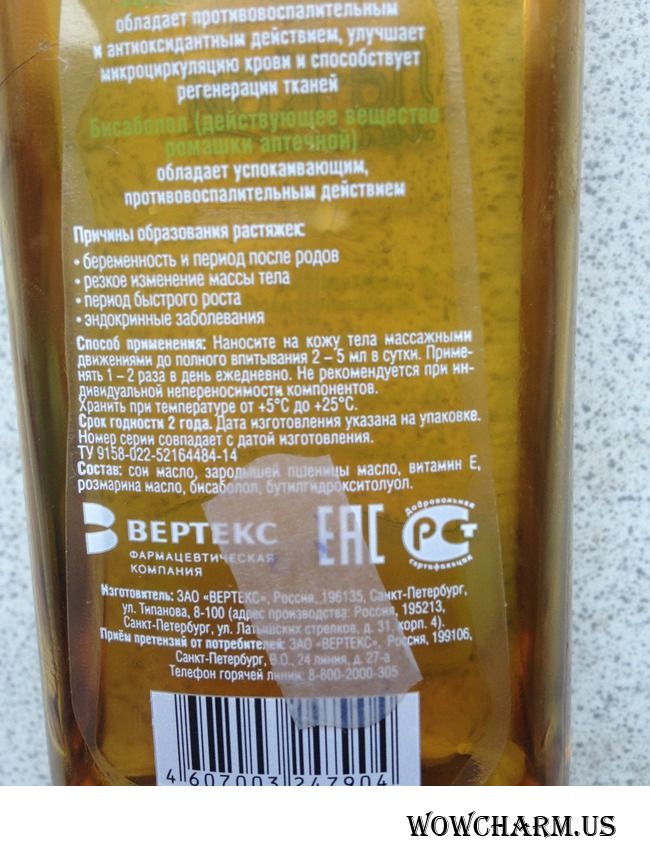 обладает противовоспалительным
и антиоксидантным действием, улучшает
микроциркуляцию крови и способствует
регенерации тканей
Бисаболол (действующее вещество
ромашки аптечной)
обладает успокаивающим,
противовоспалительным действием
Причины образования растяжек:
• беременность и период после родов
• резкое изменение массы тела
• период быстрого роста
• эндокринные заболевания
Способ применения: Наносите на кожу тела массажными
движениями до полного впитывания 2 – 5 мл в сутки. Приме-
нять 1 – 2 раза в день ежедневно. Не рекомендуется при ин-
дивидуальной непереносимости компонентов.
Хранить при температуре от +5°С до +25°С.
Срок годности 2 года. Дата изготовления указана на упаковке.
Номер серии совпадает с датой изготовления.
ТУ 9158-022-52164484-14
Состав: сои масло, зародышей пшеницы масло, витамин Е,
розмарина масло, бисаболол, бутилгидрокситолуол.
ВЕРТЕКС
ФАРМАЦЕВТИЧЕСКАЯ
КОМПАНИЯ
ЕАС
Добровольная
РСТ
сертификация
Изготовитель: ЗАО «ВЕРТЕКС», Россия, 196135, Санкт-Петербург,
ул. Типанова, 8-100 (адрес производства: Россия, 195213,
Санкт-Петербург, ул. Латышских стрелков, д. 31, корп. 4).
Приём претензий от потребителей: ЗАО «ВЕРТЕКС», Россия, 199106,
Санкт-Петербург, В.О., 24 линия, д. 27-а
Телефон горячей линии: 8-800-2000-305
4 607003 247904
WOWCHARM.US